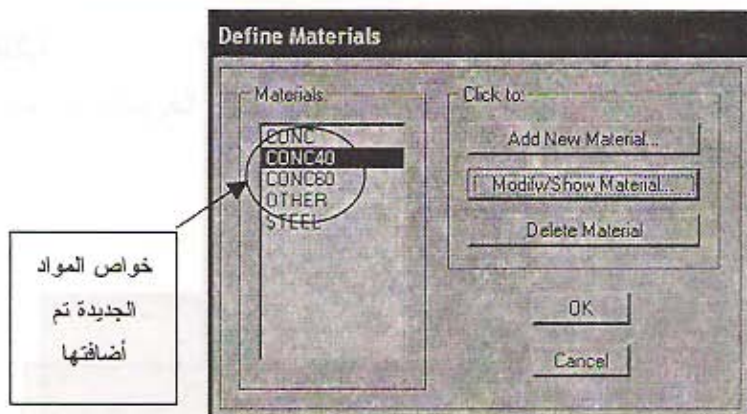 Define Materials
Materials:
CONC
CONC40
CONC60
OTHER
STEEL
Click to:
Add New Material...
Modify/Show Material...
Delete Material
OK
Cancel
خواص المواد
الجديدة تم
أضافتها